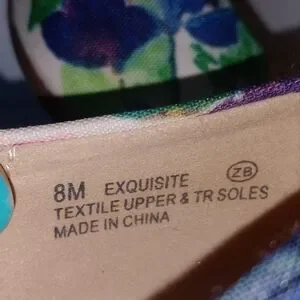 8M EXQUISITE ZB
TEXTILE UPPER & TR SOLES
MADE IN CHINA